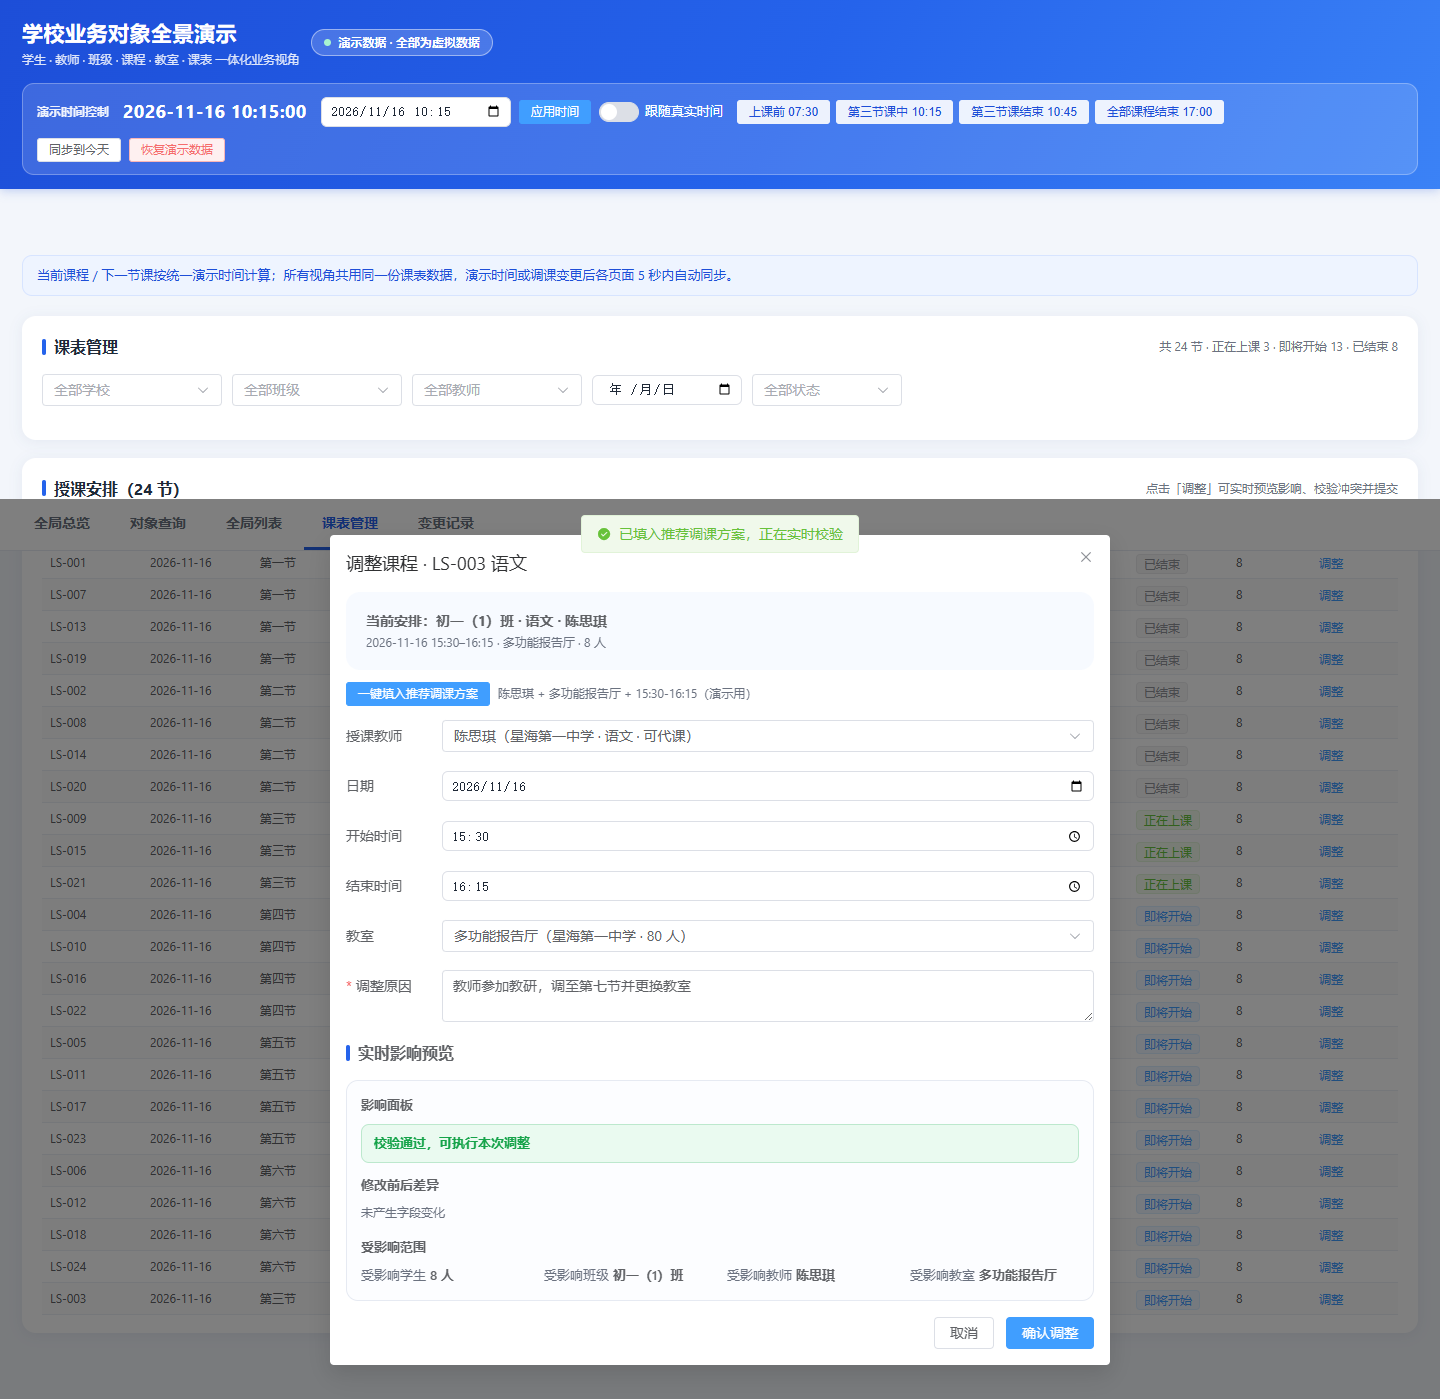 学校业务对象全景演示
学生 · 教师 · 班级 · 课程 · 教室 · 课表 一体化业务视角
演示数据 · 全部为虚拟数据
演示时间控制 2026-11-16 10:15:00 2026/11/16 10:15 应用时间 跟随真实时间 上课前 07:30 第三节课中 10:15 第三节课结束 10:45 全部课程结束 17:00
同步到今天 恢复演示数据
当前课程 / 下一节课按统一演示时间计算；所有视角共用同一份课表数据，演示时间或调课变更后各页面 5 秒内自动同步。
课表管理 共 24 节 · 正在上课 3 · 即将开始 13 · 已结束 8
全部学校 全部班级 全部教师 年 /月/日 全部状态
授课安排（24 节） 点击「调整」可实时预览影响、校验冲突并提交
全局总览 对象查询 全局列表 课表管理 变更记录
已填入推荐调课方案，正在实时校验
调整课程 · LS-003 语文
当前安排：初一（1）班 · 语文 · 陈思琪
2026-11-16 15:30–16:15 · 多功能报告厅 · 8 人
一键填入推荐调课方案 陈思琪 + 多功能报告厅 + 15:30-16:15（演示用）
授课教师 陈思琪（星海第一中学 · 语文 · 可代课）
日期 2026/11/16
开始时间 15:30
结束时间 16:15
教室 多功能报告厅（星海第一中学 · 80 人）
* 调整原因 教师参加教研，调至第七节并更换教室
实时影响预览
影响面板
校验通过，可执行本次调整
修改前后差异
未产生字段变化
受影响范围
受影响学生 8 人 受影响班级 初一（1）班 受影响教师 陈思琪 受影响教室 多功能报告厅
取消 确认调整
LS-001 2026-11-16 第一节 已结束 8 调整
LS-007 2026-11-16 第一节 已结束 8 调整
LS-013 2026-11-16 第一节 已结束 8 调整
LS-019 2026-11-16 第一节 已结束 8 调整
LS-002 2026-11-16 第二节 已结束 8 调整
LS-008 2026-11-16 第二节 已结束 8 调整
LS-014 2026-11-16 第二节 已结束 8 调整
LS-020 2026-11-16 第二节 已结束 8 调整
LS-009 2026-11-16 第三节 正在上课 8 调整
LS-015 2026-11-16 第三节 正在上课 8 调整
LS-021 2026-11-16 第三节 正在上课 8 调整
LS-004 2026-11-16 第四节 即将开始 8 调整
LS-010 2026-11-16 第四节 即将开始 8 调整
LS-016 2026-11-16 第四节 即将开始 8 调整
LS-022 2026-11-16 第四节 即将开始 8 调整
LS-005 2026-11-16 第五节 即将开始 8 调整
LS-011 2026-11-16 第五节 即将开始 8 调整
LS-017 2026-11-16 第五节 即将开始 8 调整
LS-023 2026-11-16 第五节 即将开始 8 调整
LS-006 2026-11-16 第六节 即将开始 8 调整
LS-012 2026-11-16 第六节 即将开始 8 调整
LS-018 2026-11-16 第六节 即将开始 8 调整
LS-024 2026-11-16 第六节 即将开始 8 调整
LS-003 2026-11-16 第三节 即将开始 8 调整